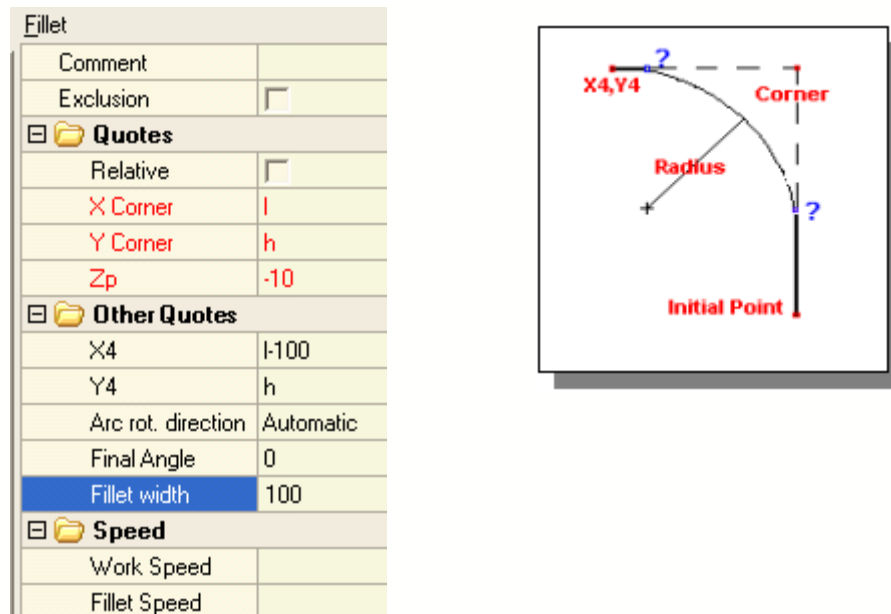 Fillet
Comment
Exclusion
Quotes
Relative
X Corner l
Y Corner h
Zp -10
Other Quotes
X4 l-100
Y4 h
Arc rot. direction Automatic
Final Angle 0
Fillet width 100
Speed
Work Speed
Fillet Speed
?
X4,Y4
Corner
Radius
?
Initial Point